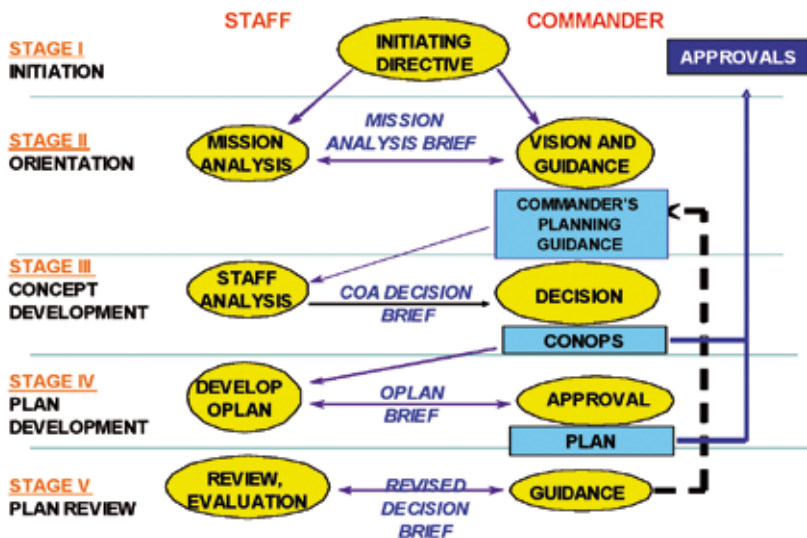 STAFF
COMMANDER
STAGE I
INITIATION
INITIATING
DIRECTIVE
APPROVALS
STAGE II
ORIENTATION
MISSION
ANALYSIS
MISSION
ANALYSIS BRIEF
VISION AND
GUIDANCE
COMMANDER'S
PLANNING
GUIDANCE
STAGE III
CONCEPT
DEVELOPMENT
STAFF
ANALYSIS
COA DECISION
BRIEF
DECISION
CONOPS
STAGE IV
PLAN
DEVELOPMENT
DEVELOP
OPLAN
OPLAN
BRIEF
APPROVAL
PLAN
STAGE V
PLAN REVIEW
REVIEW,
EVALUATION
REVISED
DECISION
BRIEF
GUIDANCE